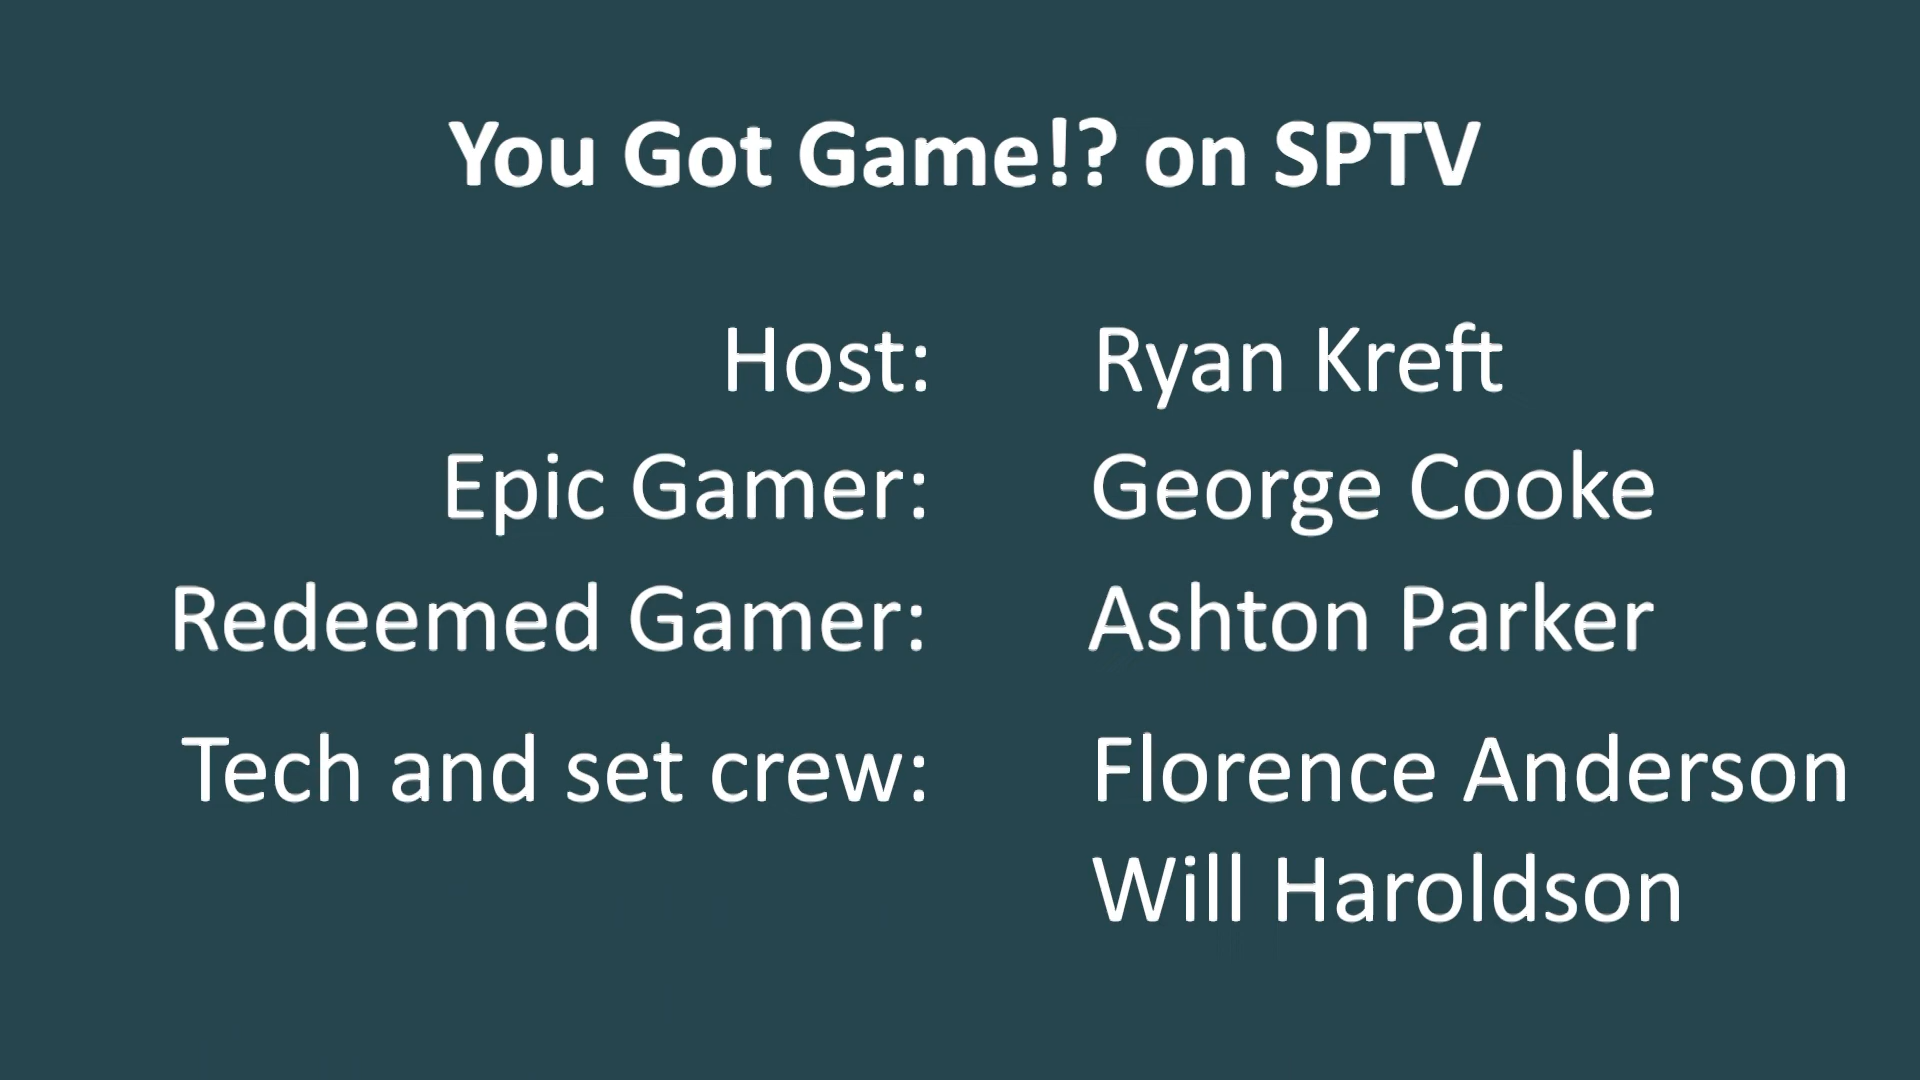 You Got Game!? on SPTV
Host: Ryan Kreft
Epic Gamer: George Cooke
Redeemed Gamer: Ashton Parker
Tech and set crew: Florence Anderson
Will Haroldson